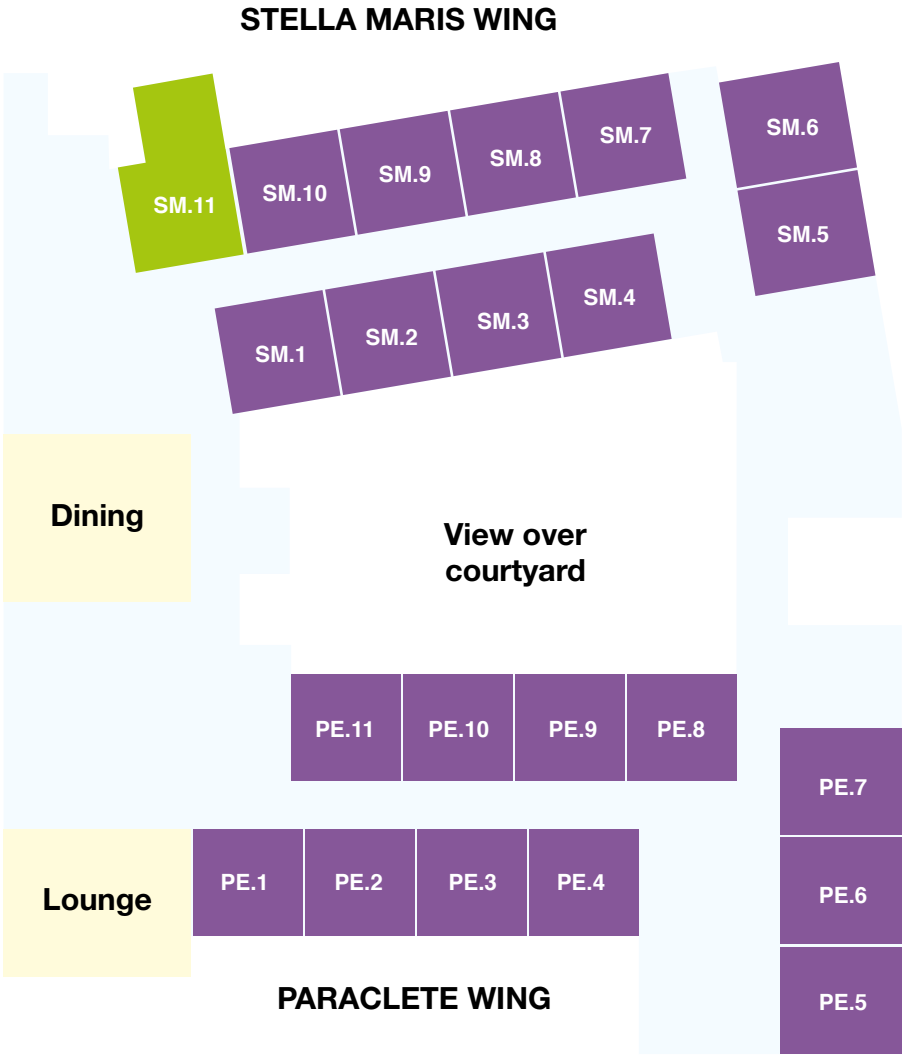 STELLA MARIS WING
SM.6
SM.7
SM.8
SM.9
SM.10
SM.11
SM.5
SM.4
SM.3
SM.2
SM.1
Dining
View over
courtyard
PE.11
PE.10
PE.9
PE.8
PE.7
PE.1
PE.2
PE.3
PE.4
PE.6
Lounge
PARACLETE WING
PE.5